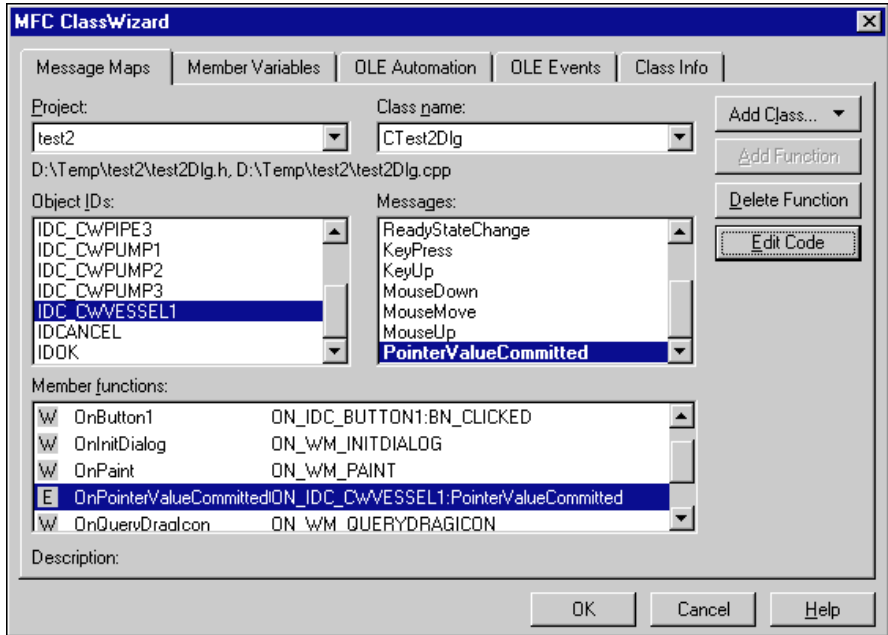 MFC ClassWizard
Message Maps
Member Variables
OLE Automation
OLE Events
Class Info
Project:
Class name:
Add Class...
test2
CTest2Dlg
Add Function
D:\Temp\test2\test2Dlg.h, D:\Temp\test2\test2Dlg.cpp
Object IDs:
Messages:
Delete Function
IDC_CWPIPE3
IDC_CWPUMP1
IDC_CWPUMP2
IDC_CWPUMP3
IDC_CWVESSEL1
IDCANCEL
IDOK
ReadyStateChange
KeyPress
KeyUp
MouseDown
MouseMove
MouseUp
PointerValueCommitted
Edit Code
Member functions:
W OnButton1 ON_IDC_BUTTON1:BN_CLICKED
W OnInitDialog ON_WM_INITDIALOG
W OnPaint ON_WM_PAINT
E OnPointerValueCommitted ON_IDC_CWVESSEL1:PointerValueCommitted
W OnQueryDragIcon ON_WM_QUERYDRAGICON
Description:
OK
Cancel
Help